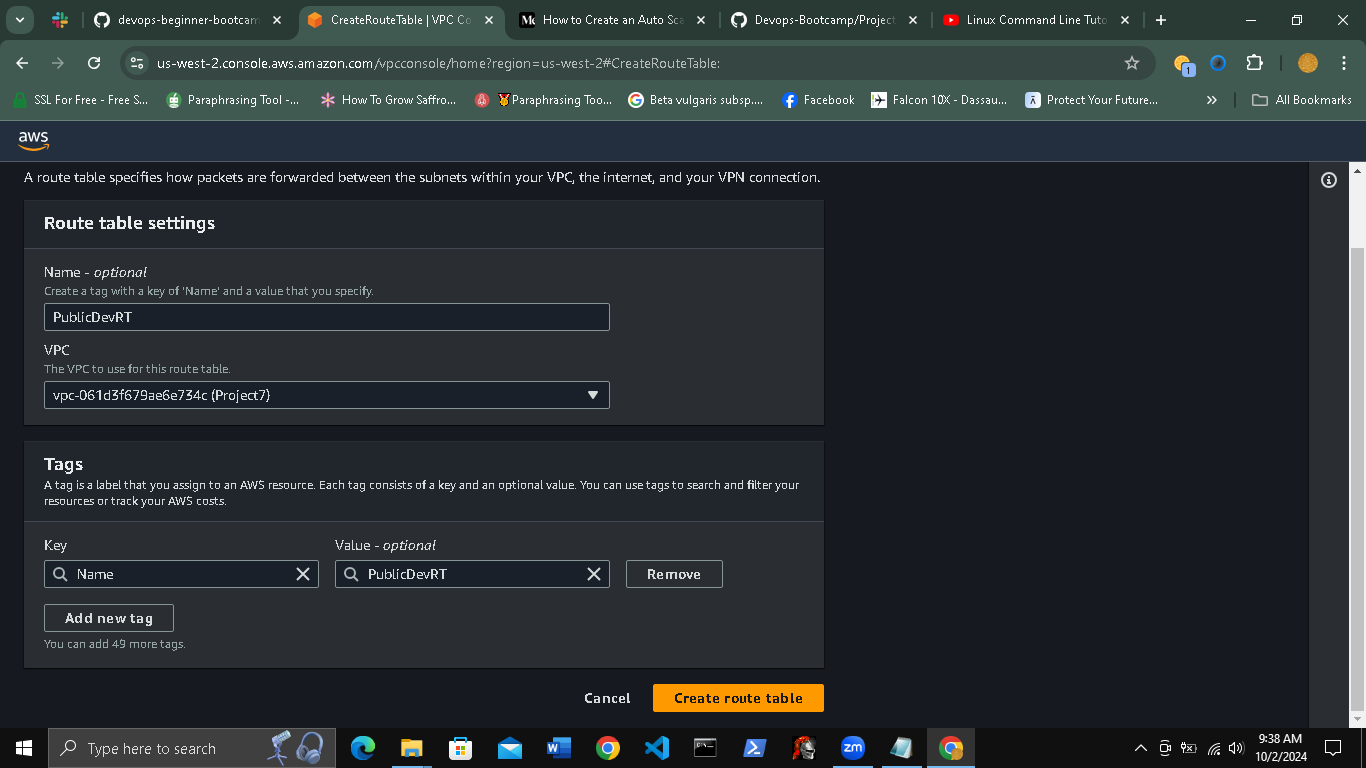 devops-beginner-bootcam
CreateRouteTable | VPC Co
How to Create an Auto Sca
Devops-Bootcamp/Project
Linux Command Line Tuto
us-west-2.console.aws.amazon.com/vpcconsole/home?region=us-west-2#CreateRouteTable:
1
SSL For Free - Free S...
Paraphrasing Tool -...
How To Grow Saffro...
Paraphrasing Too...
Beta vulgaris subsp....
Facebook
Falcon 10X - Dassau...
Protect Your Future...
All Bookmarks
aws
A route table specifies how packets are forwarded between the subnets within your VPC, the internet, and your VPN connection.
Route table settings
Name - optional
Create a tag with a key of 'Name' and a value that you specify.
PublicDevRT
VPC
The VPC to use for this route table.
vpc-061d3f679ae6e734c (Project7)
Tags
A tag is a label that you assign to an AWS resource. Each tag consists of a key and an optional value. You can use tags to search and filter your
resources or track your AWS costs.
Key
Value - optional
Name
PublicDevRT
Remove
Add new tag
You can add 49 more tags.
Cancel
Create route table
Type here to search
zm
9:38 AM
10/2/2024